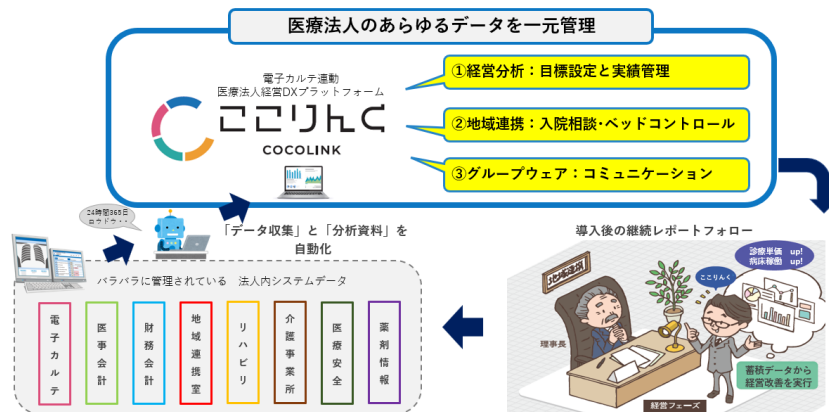 医療法人のあらゆるデータを一元管理
電子カルテ連動
医療法人経営DXプラットフォーム
ここりんく
COCOLINK
①経営分析：目標設定と実績管理
②地域連携：入院相談･ベッドコントロール
③グループウェア：コミュニケーション
24時間365日
「データ収集」と「分析資料」を
自動化
バラバラに管理されている 法人内システムデータ
電子カルテ
医事会計
財務会計
地域連携室
リハビリ
介護事業所
医療安全
薬剤情報
導入後の継続レポートフォロー
診療単価 up!
病床稼働 up!
ここりんく
理事長
蓄積データから
経営改善を実行
経営フェーズ